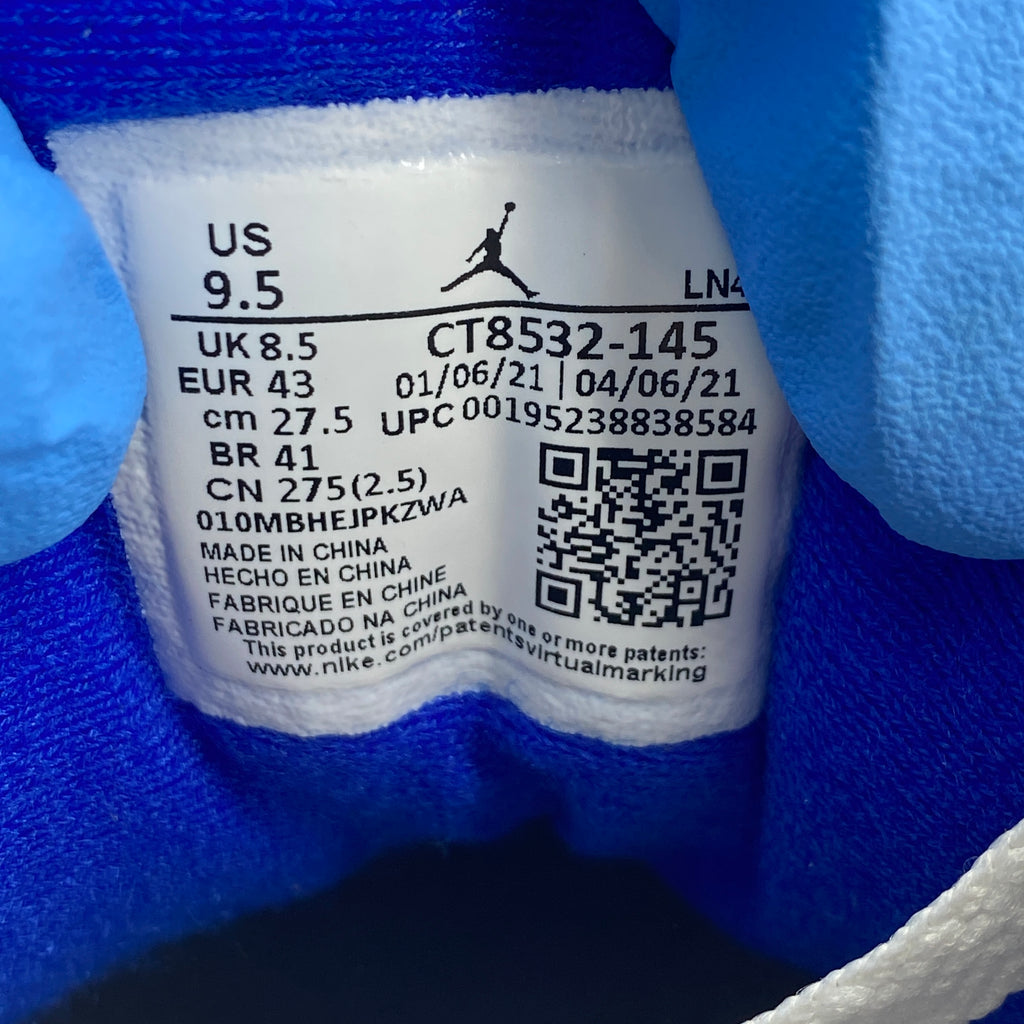 US
9.5
LN4
UK 8.5
CT8532-145
EUR 43
01/06/21 | 04/06/21
cm 27.5
UPC 00195238838584
BR 41
CN 275(2.5)
010MBHEJPKZWA
MADE IN CHINA
HECHO EN CHINA
FABRIQUE EN CHINE
FABRICADO NA CHINA
This product is covered by one or more patents:
www.nike.com/patentsvirtualmarking